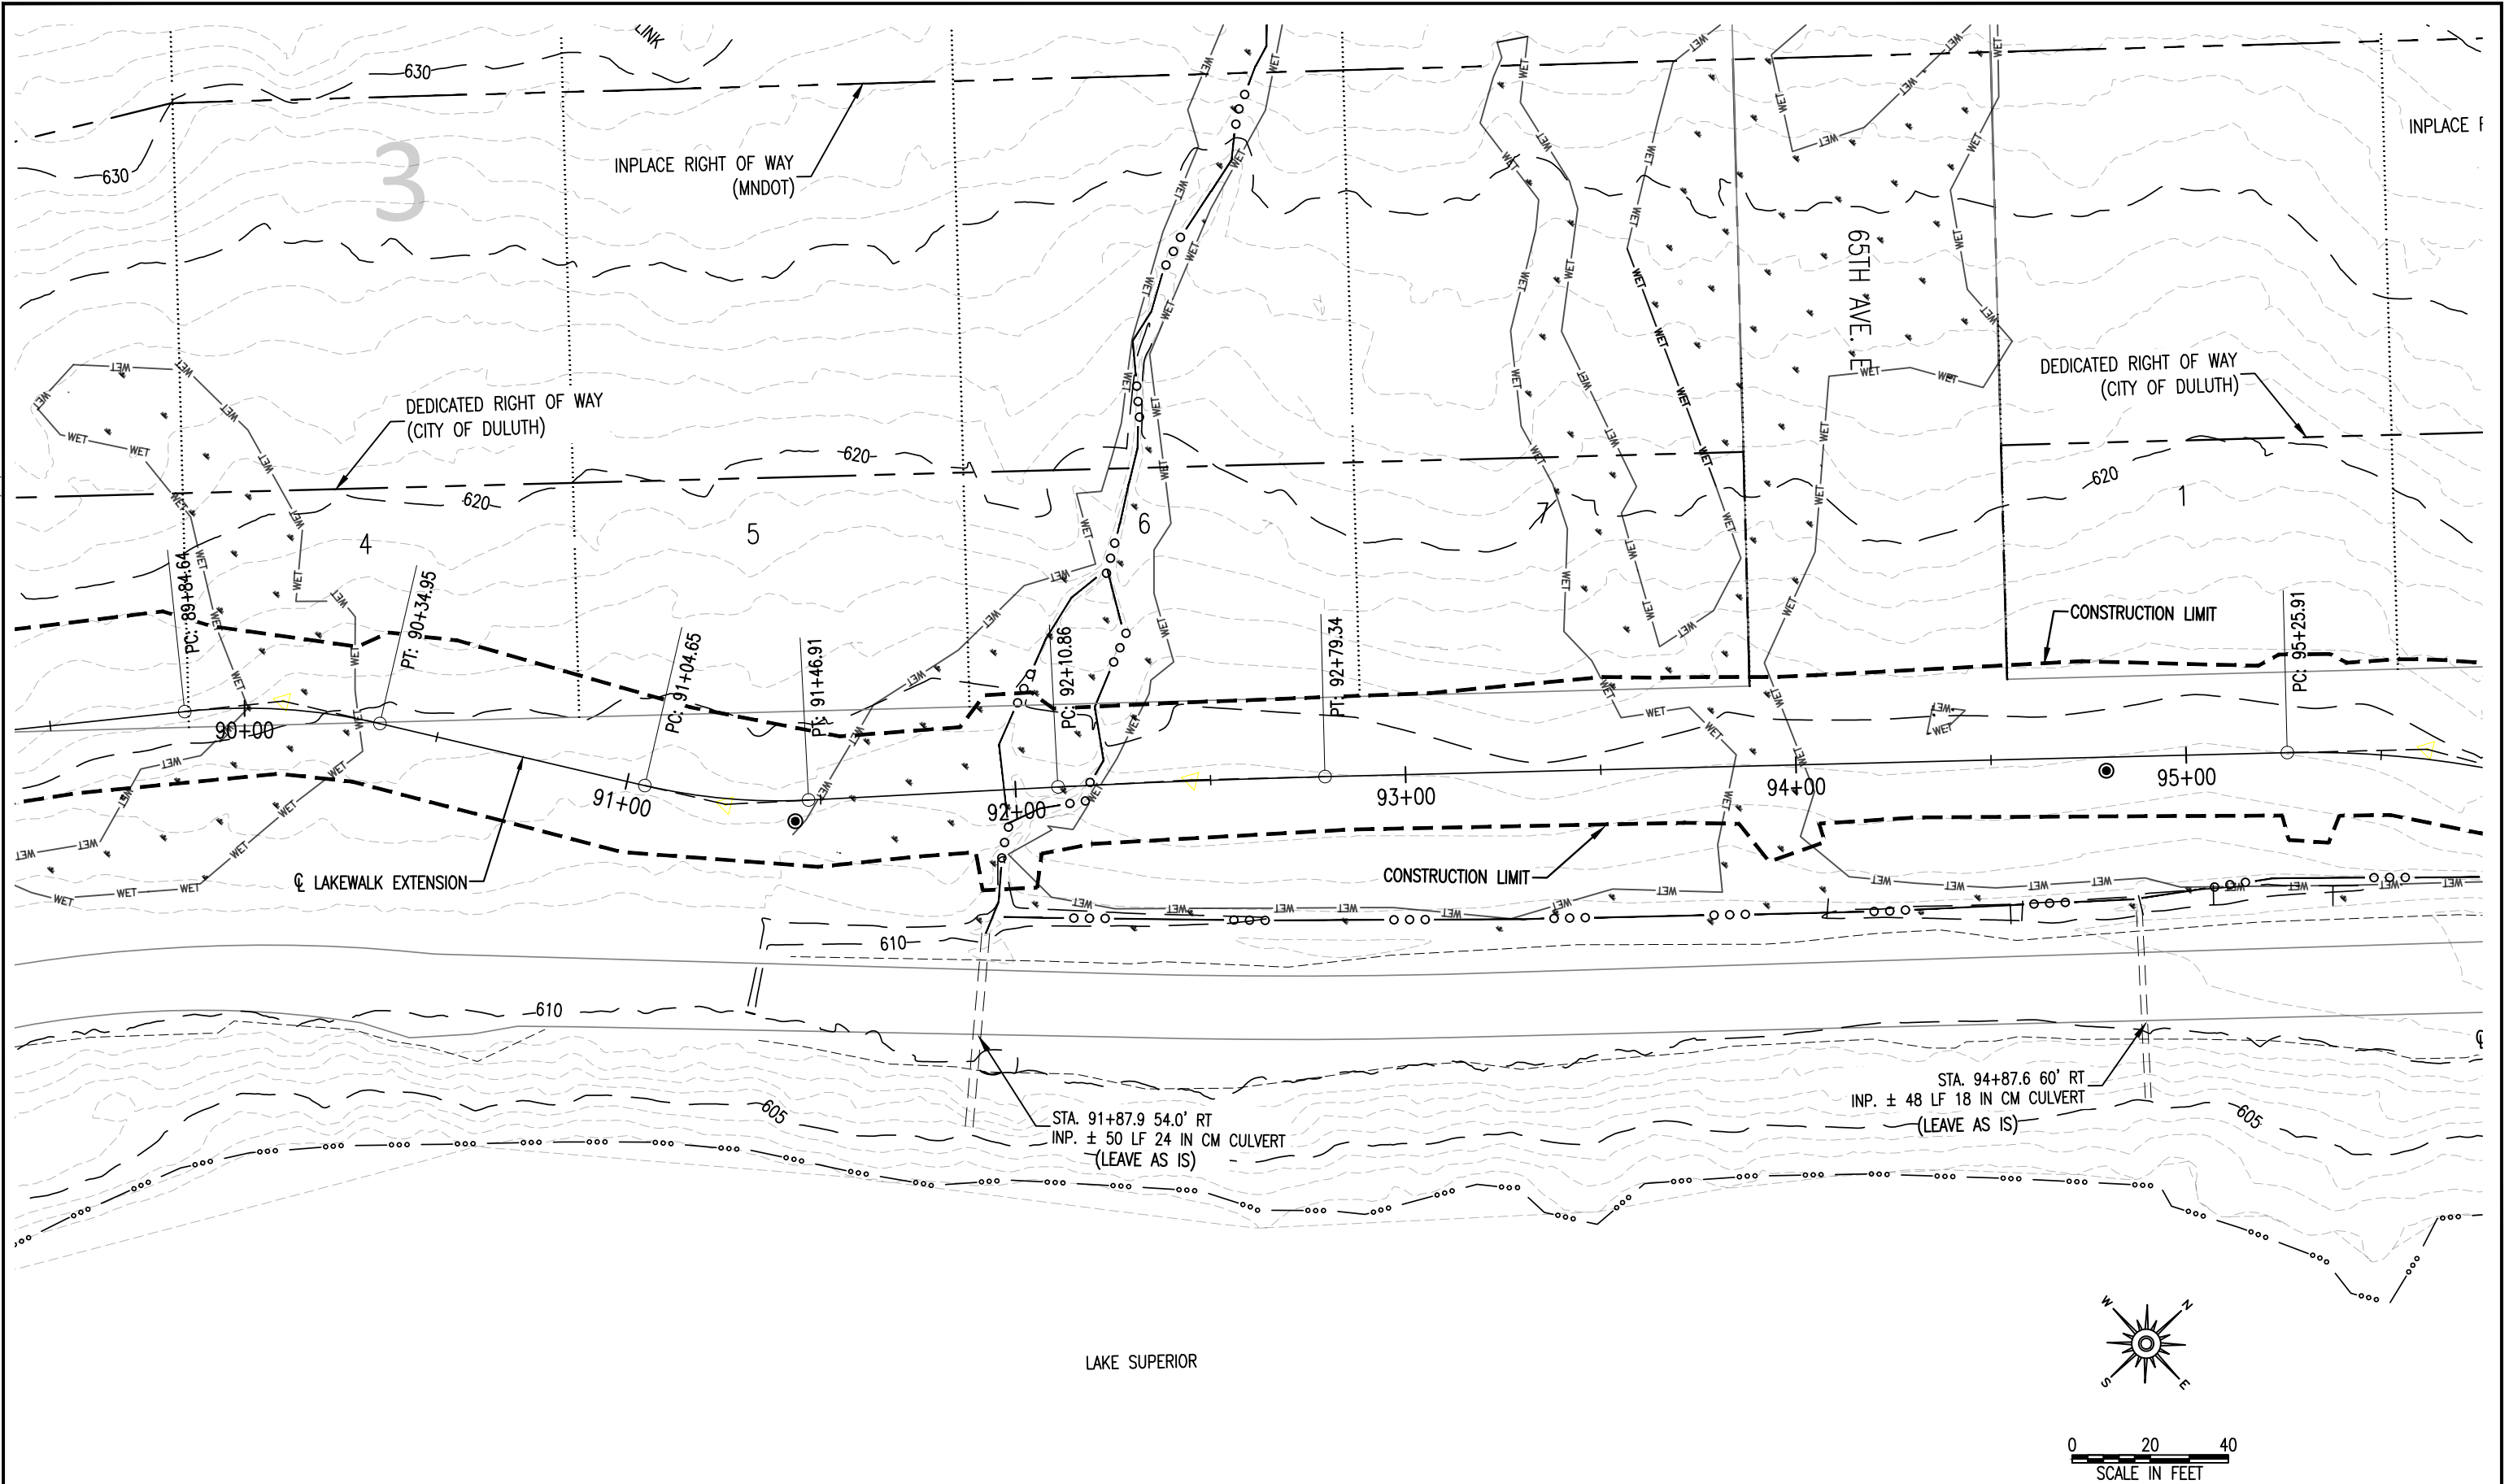 LINK
630
630
3
INPLACE RIGHT OF WAY
(MNDOT)
INPLACE
65TH AVE. E
DEDICATED RIGHT OF WAY
(CITY OF DULUTH)
DEDICATED RIGHT OF WAY
(CITY OF DULUTH)
620
620
620
4
5
6
1
PC: 89+84.64
PT: 90+34.95
PC: 91+04.65
PT: 91+46.91
PC: 92+10.86
PT: 92+79.34
PC: 95+25.91
CONSTRUCTION LIMIT
90+00
91+00
92+00
93+00
94+00
95+00
WET
℄ LAKEWALK EXTENSION
CONSTRUCTION LIMIT
610
610
℄
605
605
STA. 91+87.9 54.0' RT
INP. ± 50 LF 24 IN CM CULVERT
(LEAVE AS IS)
STA. 94+87.6 60' RT
INP. ± 48 LF 18 IN CM CULVERT
(LEAVE AS IS)
LAKE SUPERIOR
W N
S E
0 20 40
SCALE IN FEET